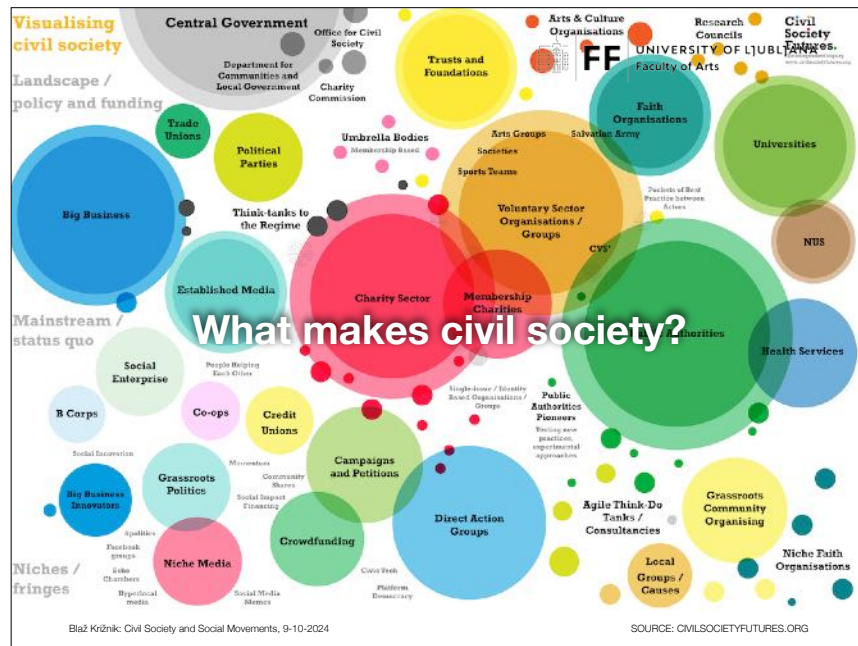 Visualising
civil society
Landscape /
policy and funding
Central Government
Office for Civil
Society
Department for
Communities and
Local Government
Charity
Commission
Trusts and
Foundations
Arts & Culture
Organisations
Research
Councils
Civil
Society
Futures.
FF
UNIVERSITY OF LJUBLJANA
Faculty of Arts
Trade
Unions
Political
Parties
Umbrella Bodies
Membership Based
Arts Groups
Salvation Army
Societies
Sports Teams
Faith
Organisations
Universities
Big Business
Think-tanks to
the Regime
Voluntary Sector
Organisations /
Groups
CVS'
Pockets of Best
Practice between
Actors
NUS
Established Media
Charity Sector
Membership
Charities
Authorities
Health Services
What makes civil society?
Mainstream /
status quo
Social
Enterprise
People Helping
Each Other
B Corps
Co-ops
Credit
Unions
Single-issue / Identity
Based Organisations /
Groups
Public
Authorities
Pioneers
Testing new
practices,
experimental
approaches
Social Innovation
Big Business
Innovators
Grassroots
Politics
Momentum
Community
Shares
Social Impact
Financing
Campaigns
and Petitions
Direct Action
Groups
Agile Think-Do
Tanks /
Consultancies
Grassroots
Community
Organising
Apolitics
Facebook
groups
Echo
Chambers
Hyperlocal
media
Niche Media
Crowdfunding
Social Media
Memes
Civic Tech
Platform
Democracy
Local
Groups /
Causes
Niche Faith
Organisations
Niches /
fringes
Blaž Križnik: Civil Society and Social Movements, 9-10-2024
SOURCE: CIVILSOCIETYFUTURES.ORG